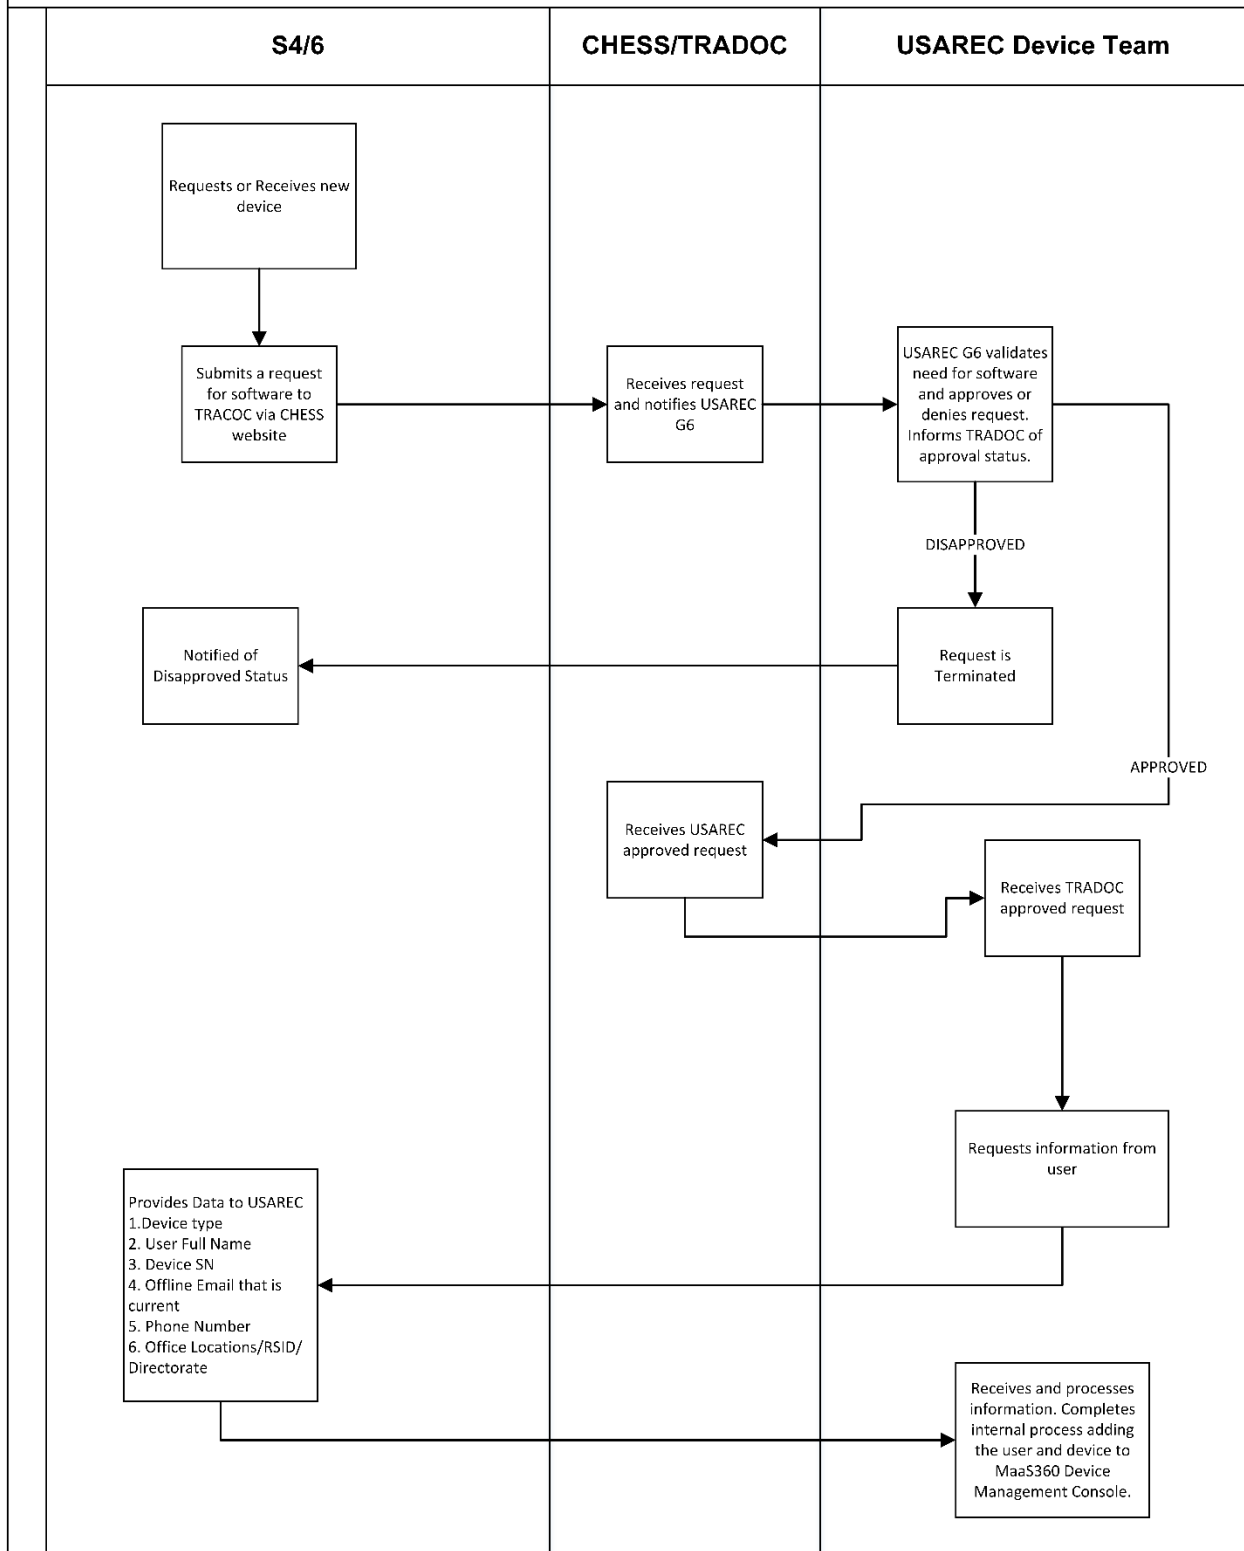 S4/6
CHESS/TRADOC
USAREC Device Team
Requests or Receives new
device
Submits a request
for software to
TRACOC via CHESS
website
Receives request
and notifies USAREC
G6
USAREC G6 validates
need for software
and approves or
denies request.
Informs TRADOC of
approval status.
DISAPPROVED
Notified of
Disapproved Status
Request is
Terminated
APPROVED
Receives USAREC
approved request
Receives TRADOC
approved request
Requests information from
user
Provides Data to USAREC
1.Device type
2. User Full Name
3. Device SN
4. Offline Email that is
current
5. Phone Number
6. Office Locations/RSID/
Directorate
Receives and processes
information. Completes
internal process adding
the user and device to
MaaS360 Device
Management Console.